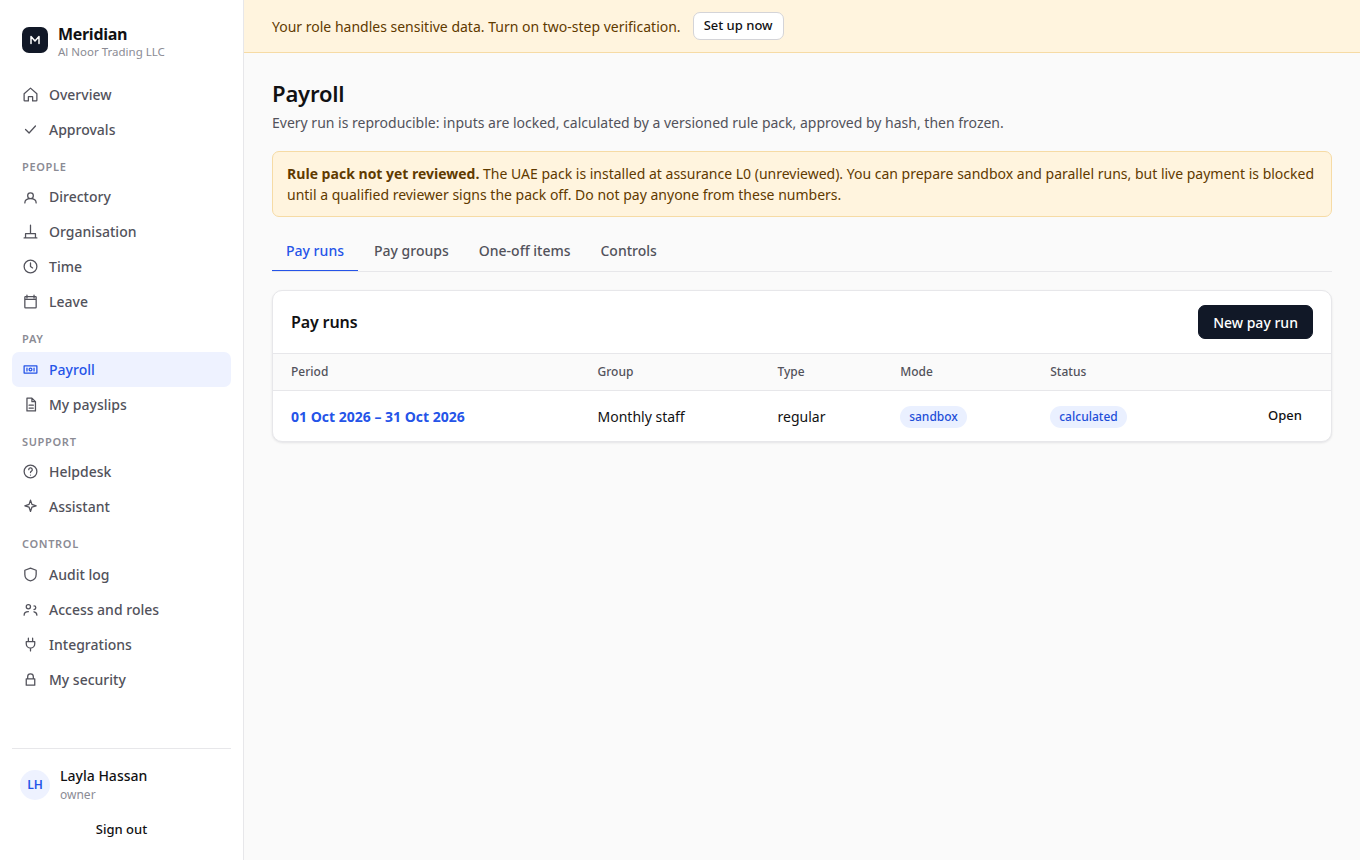 Meridian
Al Noor Trading LLC
Overview
Approvals
PEOPLE
Directory
Organisation
Time
Leave
PAY
Payroll
My payslips
SUPPORT
Helpdesk
Assistant
CONTROL
Audit log
Access and roles
Integrations
My security
LH
Layla Hassan
owner
Sign out
Your role handles sensitive data. Turn on two-step verification. Set up now
Payroll
Every run is reproducible: inputs are locked, calculated by a versioned rule pack, approved by hash, then frozen.
Rule pack not yet reviewed. The UAE pack is installed at assurance L0 (unreviewed). You can prepare sandbox and parallel runs, but live payment is blocked
until a qualified reviewer signs the pack off. Do not pay anyone from these numbers.
Pay runs Pay groups One-off items Controls
Pay runs New pay run
Period Group Type Mode Status
01 Oct 2026 – 31 Oct 2026 Monthly staff regular sandbox calculated Open